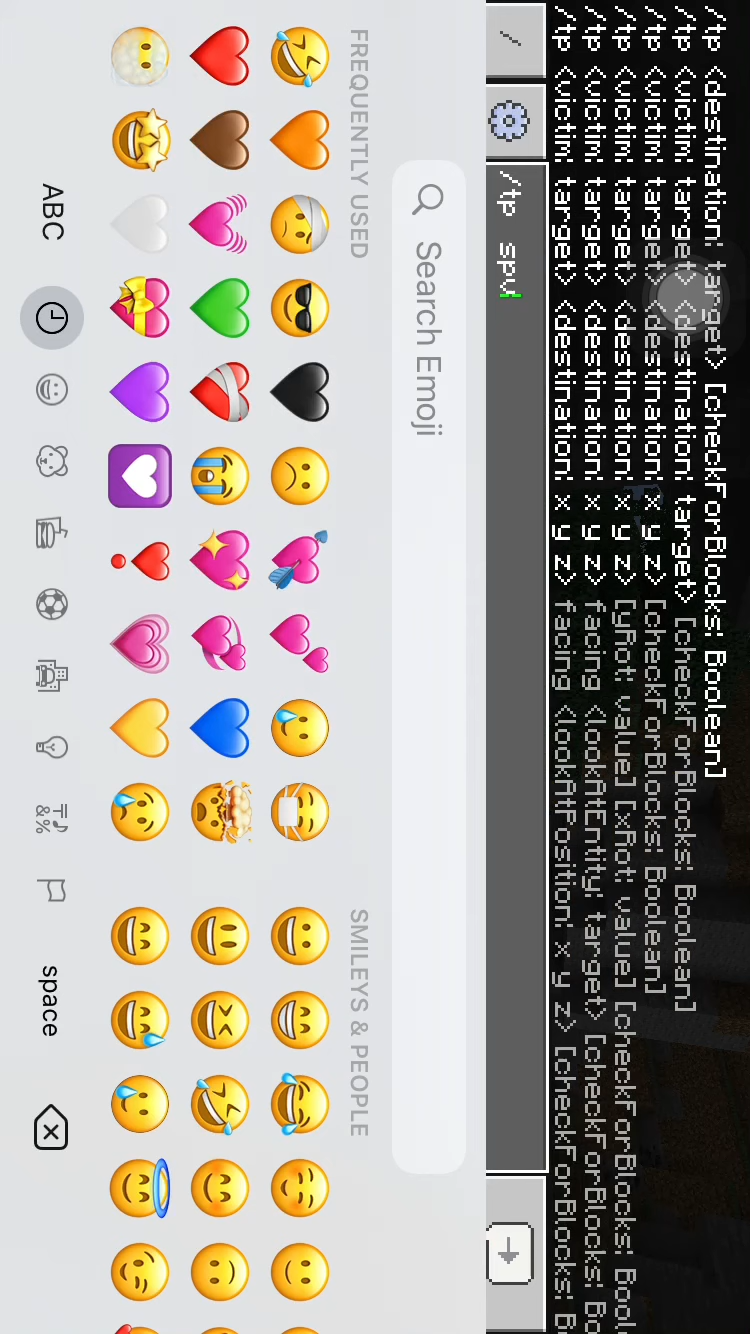 /tp <destination: target> [checkForBlocks: Boolean]
/tp <victim: target> <destination: target> [checkForBlocks: Boolean]
/tp <victim: target> <destination: x y z> [checkForBlocks: Boolean]
/tp <victim: target> <destination: x y z> [yRot: value] [xRot: value] [checkForBlocks: Bool
/tp <victim: target> <destination: x y z> facing <lookAtEntity: target> [checkForBlocks: Bo
/tp <victim: target> <destination: x y z> facing <lookAtPosition: x y z> [checkForBlocks: B
/
/tp spv
Search Emoji
FREQUENTLY USED
SMILEYS & PEOPLE
ABC
&%
space